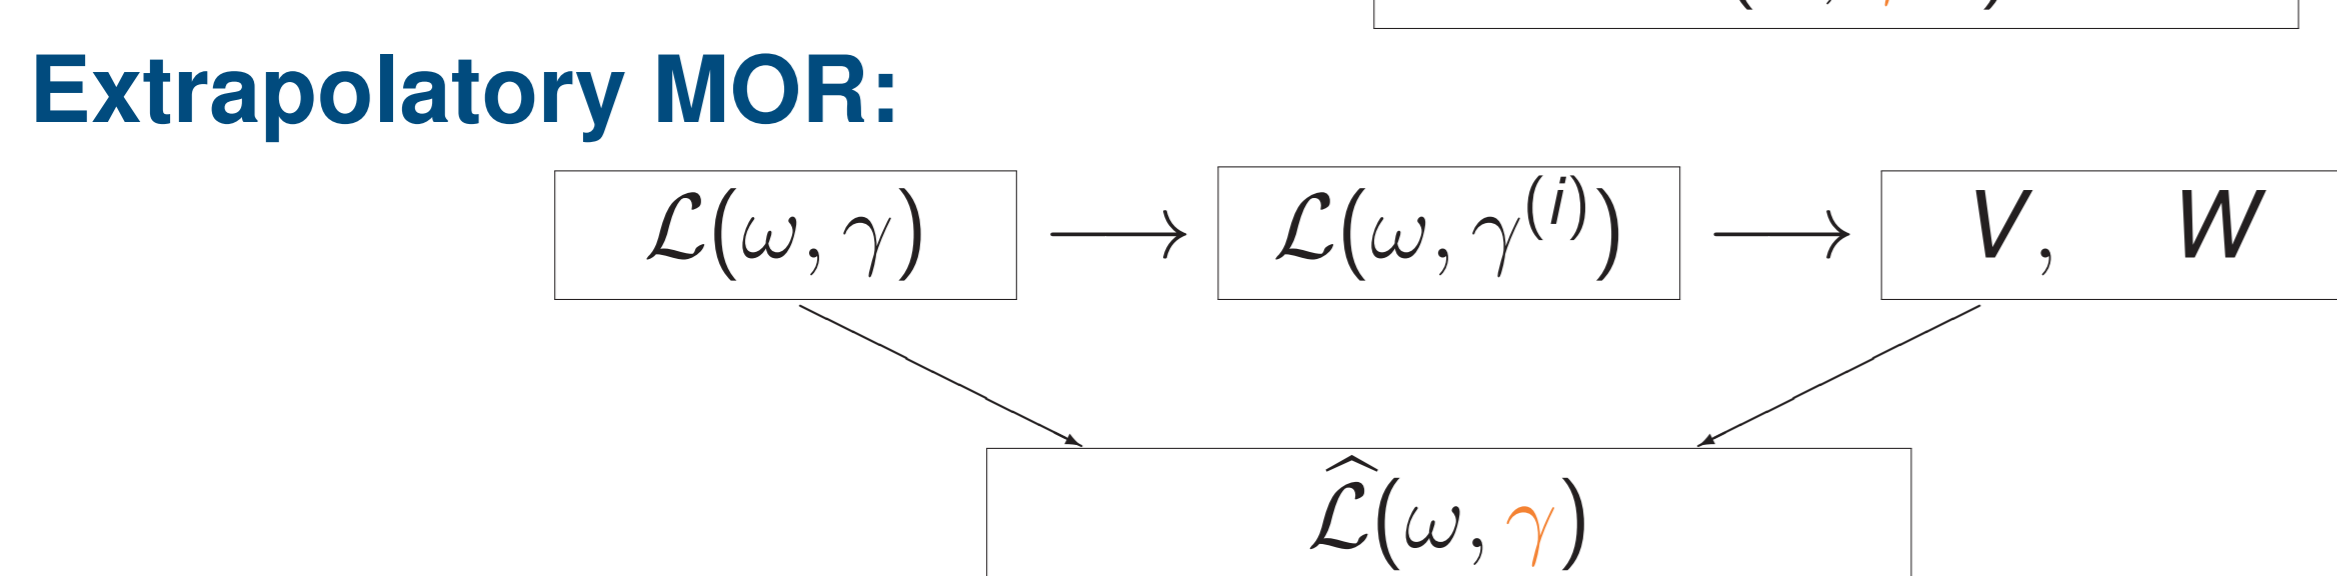 Extrapolatory MOR:
ℒ(ω, γ) ⟶ ℒ(ω, γ⁽ⁱ⁾) ⟶ V, W
ℒ̂(ω, γ)